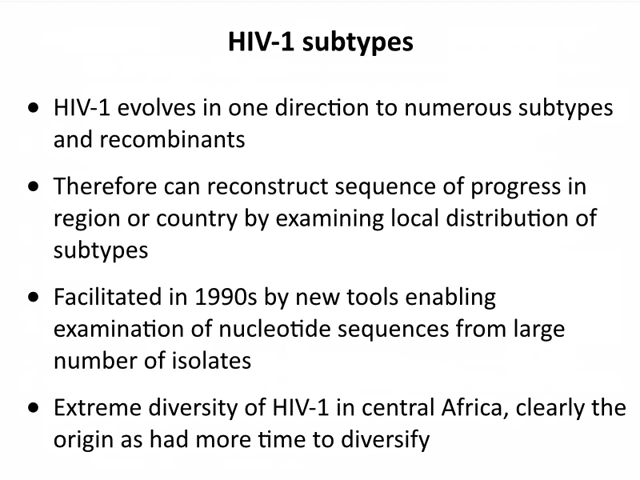 HIV-1 subtypes
• HIV-1 evolves in one direction to numerous subtypes
and recombinants
• Therefore can reconstruct sequence of progress in
region or country by examining local distribution of
subtypes
• Facilitated in 1990s by new tools enabling
examination of nucleotide sequences from large
number of isolates
• Extreme diversity of HIV-1 in central Africa, clearly the
origin as had more time to diversify